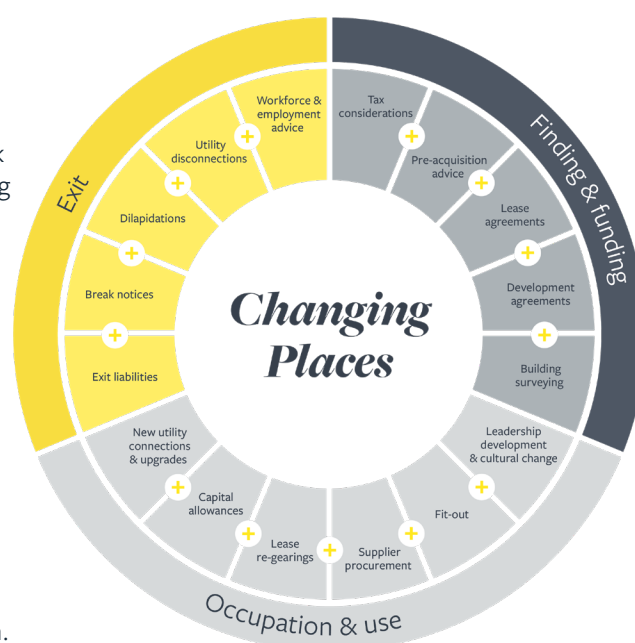 Changing
Places
Finding & funding
Tax
considerations
Pre-acquisition
advice
Lease
agreements
Development
agreements
Building
surveying
Occupation & use
Leadership
development
& cultural change
Fit-out
Supplier
procurement
Lease
re-gearings
Capital
allowances
New utility
connections
& upgrades
Exit
Exit liabilities
Break notices
Dilapidations
Utility
disconnections
Workforce &
employment
advice